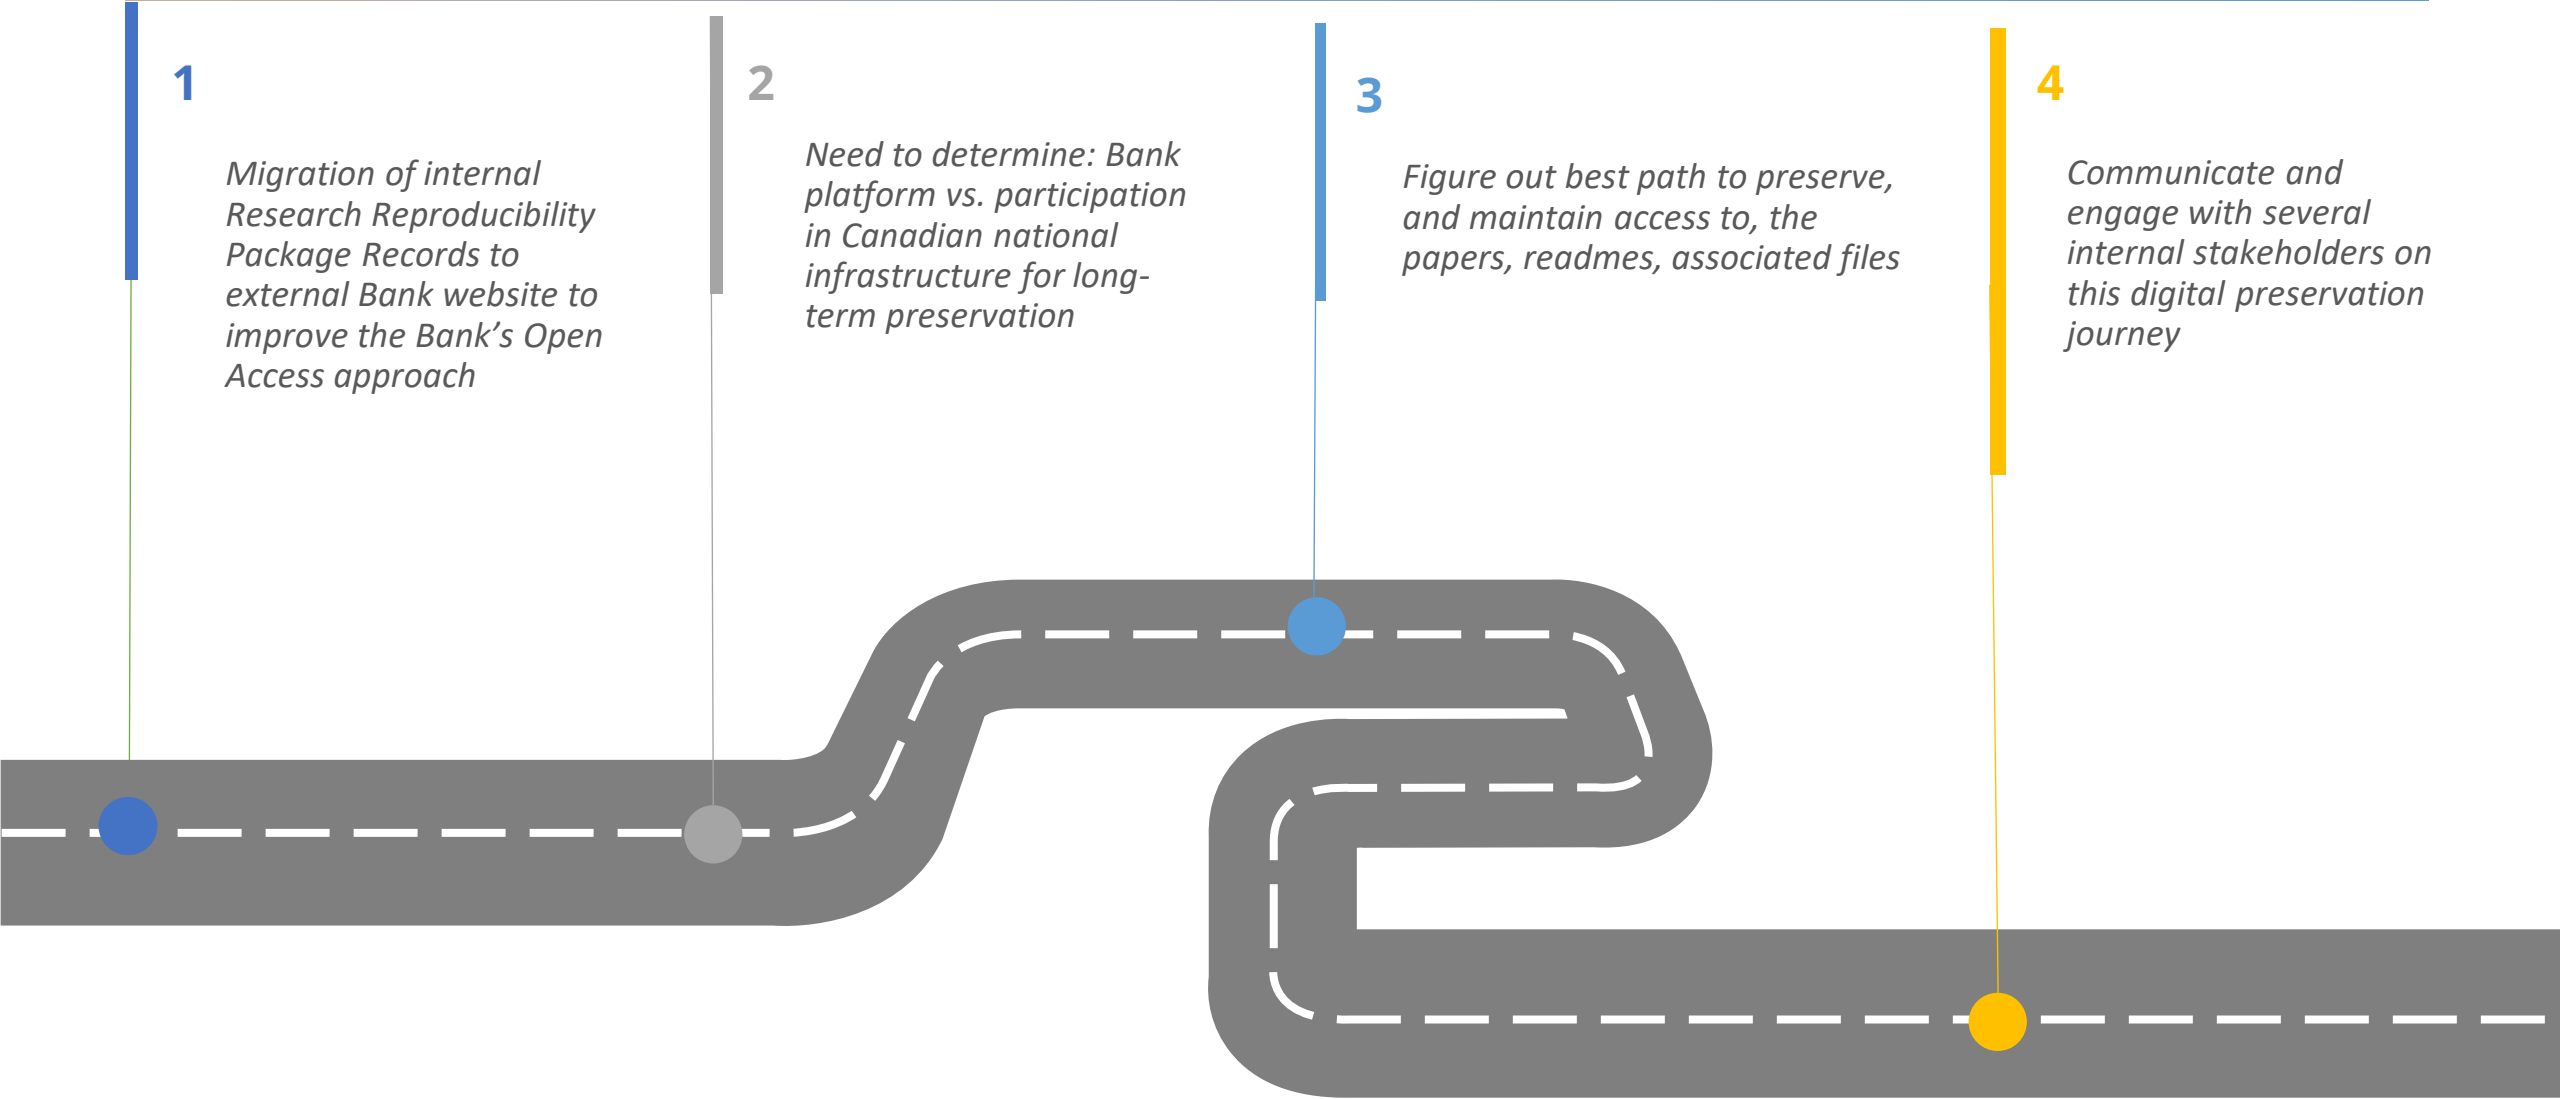 1
Migration of internal
Research Reproducibility
Package Records to
external Bank website to
improve the Bank’s Open
Access approach
2
Need to determine: Bank
platform vs. participation
in Canadian national
infrastructure for long-
term preservation
3
Figure out best path to preserve,
and maintain access to, the
papers, readmes, associated files
4
Communicate and
engage with several
internal stakeholders on
this digital preservation
journey